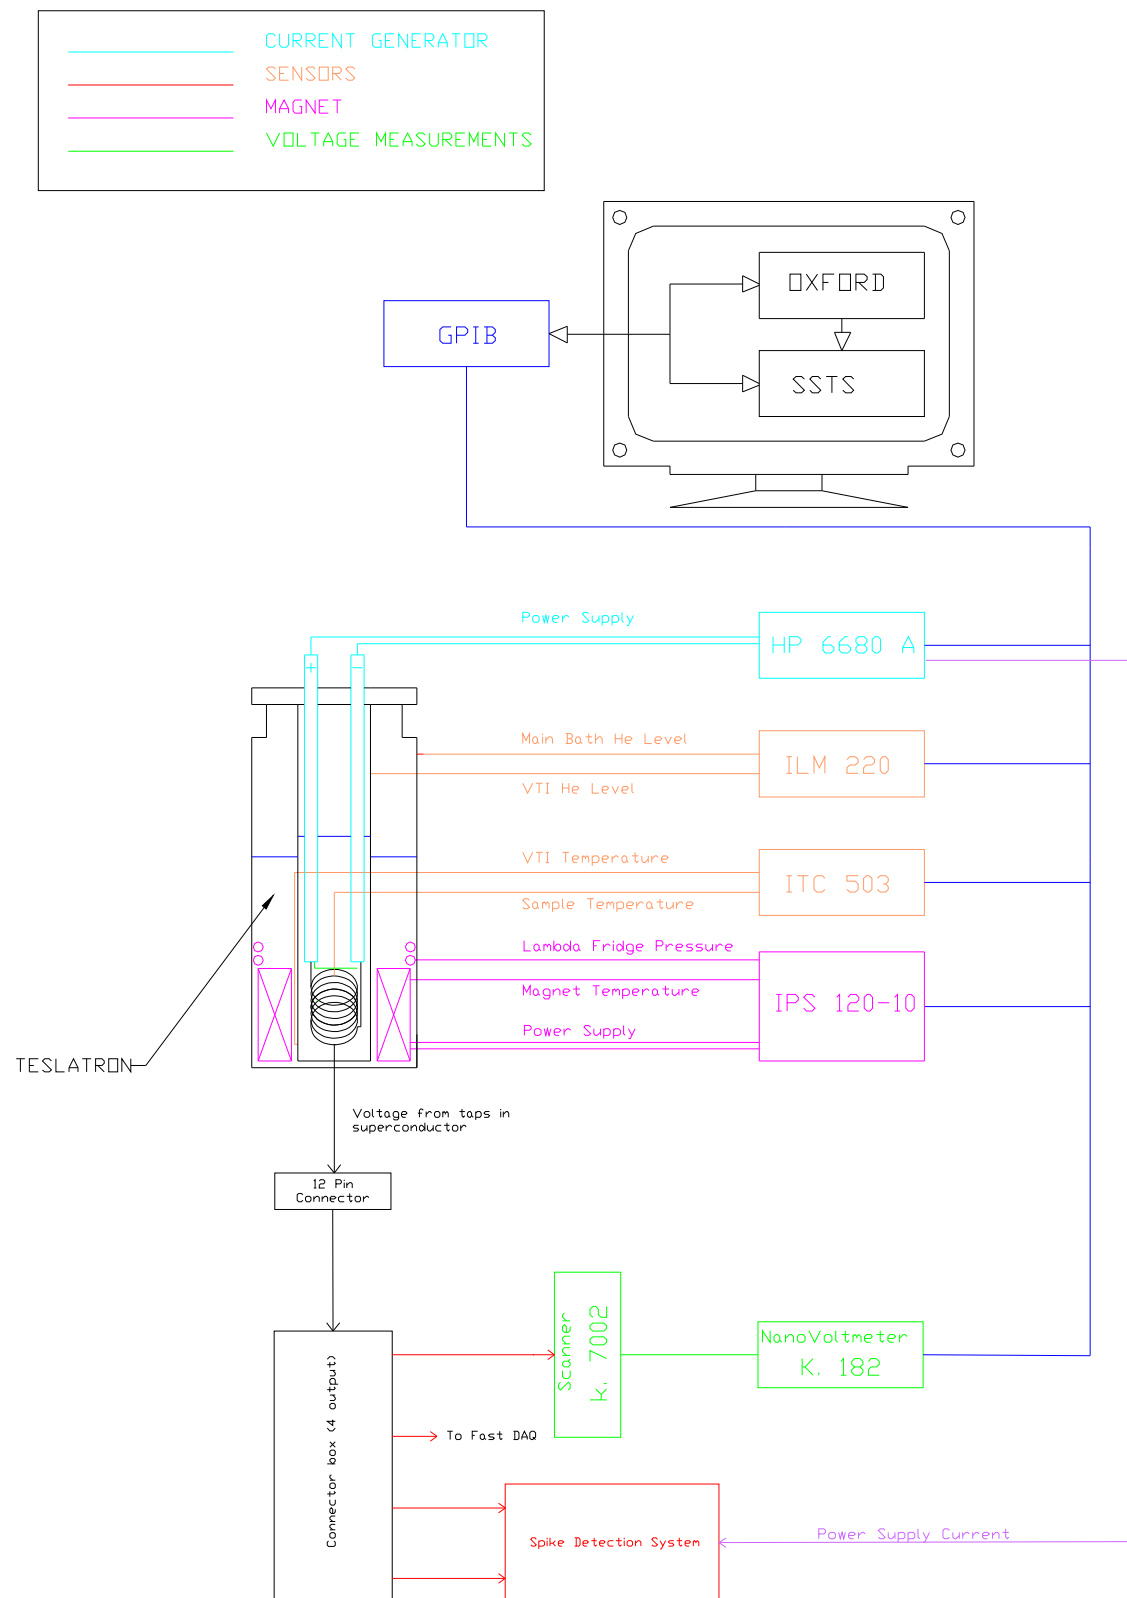 CURRENT GENERATOR
SENSORS
MAGNET
VOLTAGE MEASUREMENTS
OXFORD
GPIB
SSTS
Power Supply
+
−
HP 6680 A
Main Bath He Level
ILM 220
VTI He Level
VTI Temperature
ITC 503
Sample Temperature
Lambda Fridge Pressure
Magnet Temperature
IPS 120-10
Power Supply
TESLATRON
Voltage from taps in
superconductor
12 Pin
Connector
Scanner
K. 7002
NanoVoltmeter
K. 182
Connector box (4 output)
To Fast DAQ
Spike Detection System
Power Supply Current